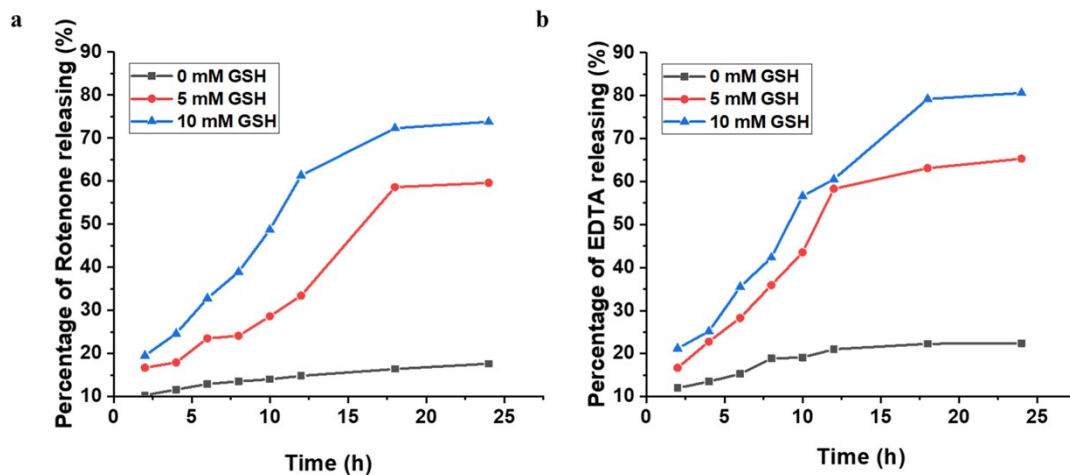 a
Percentage of Rotenone releasing (%)
90
80
70
60
50
40
30
20
10
0 mM GSH
5 mM GSH
10 mM GSH
0
5
10
15
20
25
Time (h)
b
Percentage of EDTA releasing (%)
90
80
70
60
50
40
30
20
10
0 mM GSH
5 mM GSH
10 mM GSH
0
5
10
15
20
25
Time (h)